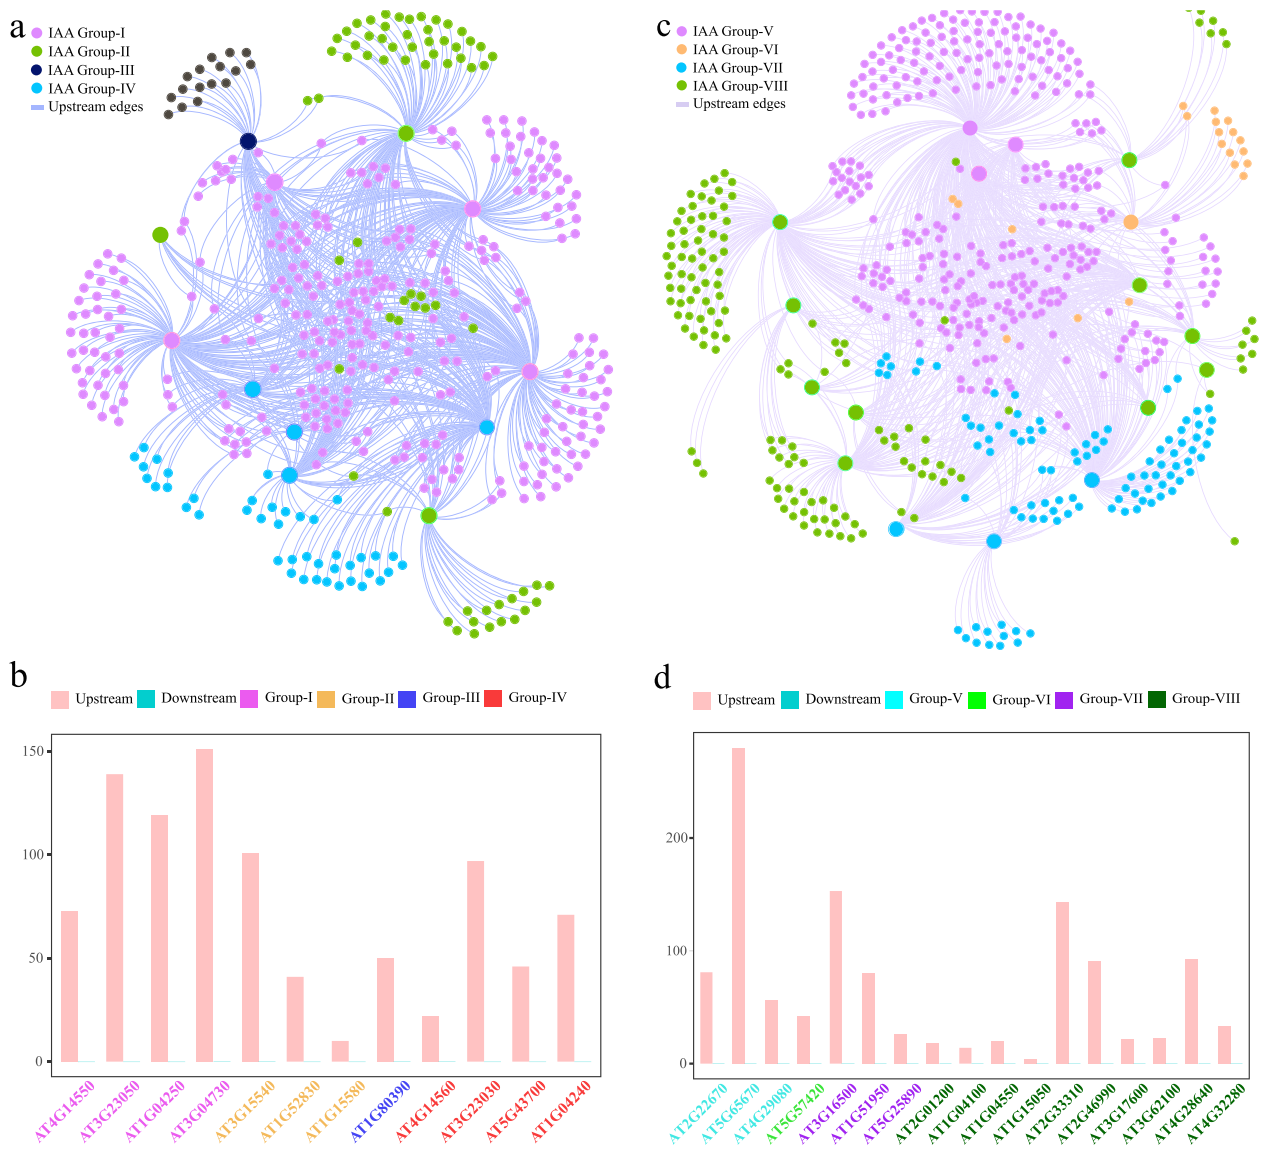 a
IAA Group-I
IAA Group-II
IAA Group-III
IAA Group-IV
Upstream edges
c
IAA Group-V
IAA Group-VI
IAA Group-VII
IAA Group-VIII
Upstream edges
b
Upstream Downstream Group-I Group-II Group-III Group-IV
150
100
50
0
AT4G14550
AT3G23050
AT1G04250
AT3G04730
AT3G15540
AT1G52830
AT1G15580
AT1G80390
AT4G14560
AT3G23030
AT5G43700
AT1G04240
d
Upstream Downstream Group-V Group-VI Group-VII Group-VIII
200
100
0
AT2G22670
AT5G65670
AT4G29080
AT5G57420
AT3G16500
AT1G51950
AT5G25890
AT2G01200
AT1G04100
AT1G04550
AT1G15050
AT2G33310
AT2G46990
AT3G17600
AT3G62100
AT4G28640
AT4G32280